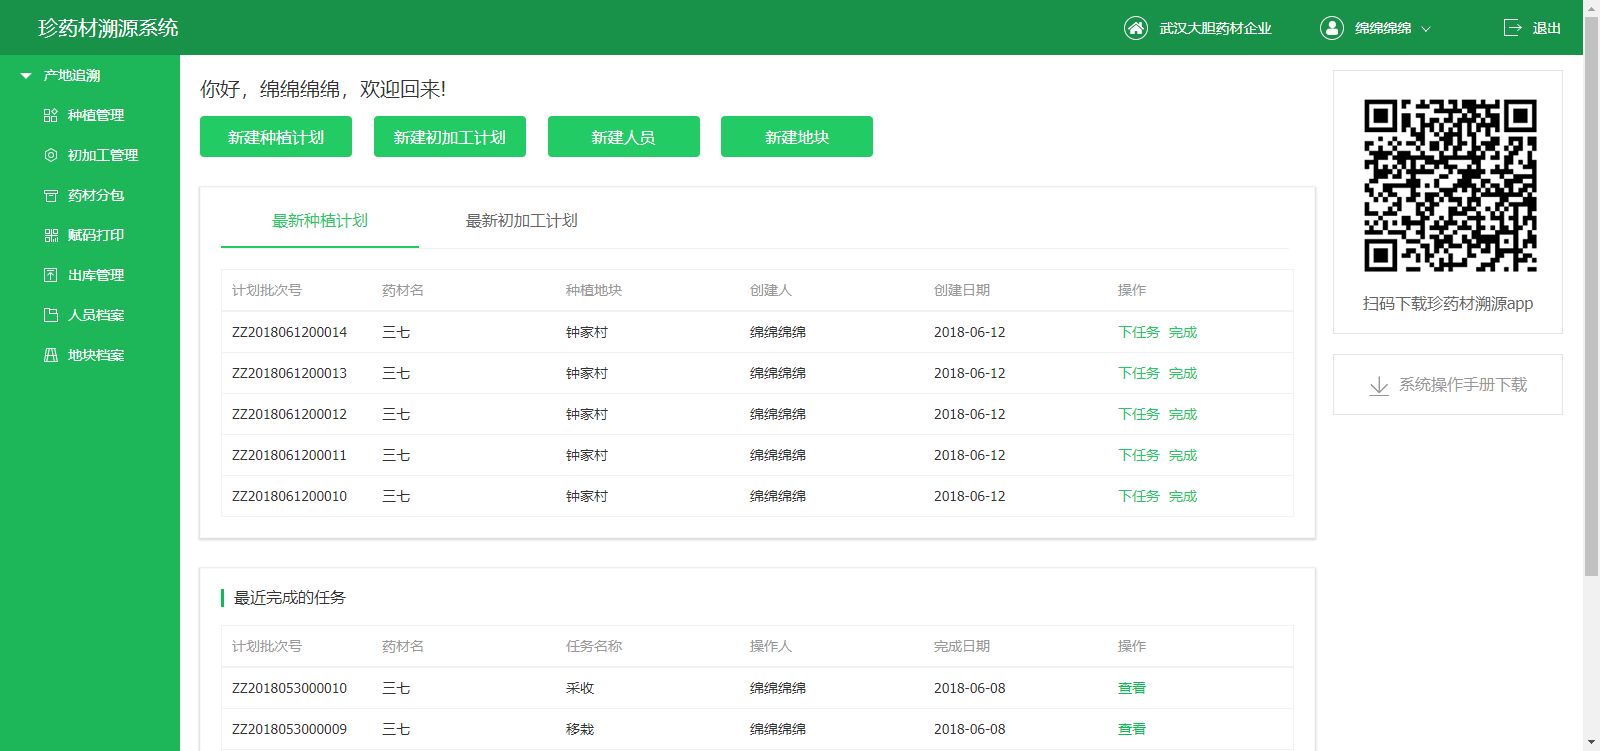 珍药材溯源系统
武汉大胆药材企业
绵绵绵绵
退出
产地追溯
种植管理
初加工管理
药材分包
赋码打印
出库管理
人员档案
地块档案
你好，绵绵绵绵，欢迎回来!
新建种植计划 新建初加工计划 新建人员 新建地块
最新种植计划 最新初加工计划
计划批次号 药材名 种植地块 创建人 创建日期 操作
ZZ2018061200014 三七 钟家村 绵绵绵绵 2018-06-12 下任务 完成
ZZ2018061200013 三七 钟家村 绵绵绵绵 2018-06-12 下任务 完成
ZZ2018061200012 三七 钟家村 绵绵绵绵 2018-06-12 下任务 完成
ZZ2018061200011 三七 钟家村 绵绵绵绵 2018-06-12 下任务 完成
ZZ2018061200010 三七 钟家村 绵绵绵绵 2018-06-12 下任务 完成
最近完成的任务
计划批次号 药材名 任务名称 操作人 完成日期 操作
ZZ2018053000010 三七 采收 绵绵绵绵 2018-06-08 查看
ZZ2018053000009 三七 移栽 绵绵绵绵 2018-06-08 查看
扫码下载珍药材溯源app
系统操作手册下载